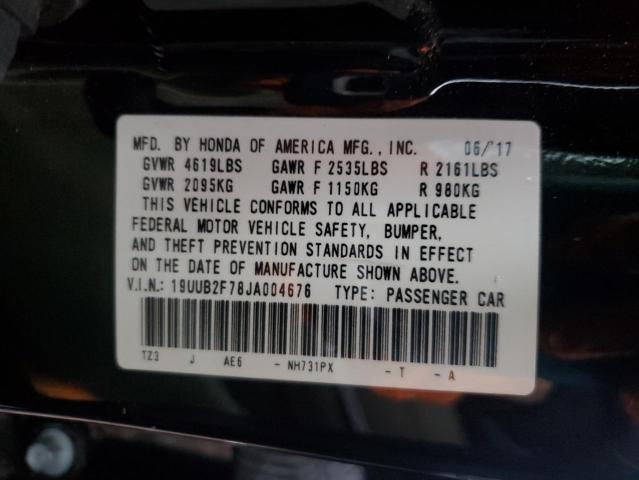 MFD. BY HONDA OF AMERICA MFG., INC. 06/17
GVWR 4619LBS GAWR F 2535LBS R 2161LBS
GVWR 2095KG GAWR F 1150KG R 980KG
THIS VEHICLE CONFORMS TO ALL APPLICABLE
FEDERAL MOTOR VEHICLE SAFETY, BUMPER,
AND THEFT PREVENTION STANDARDS IN EFFECT
ON THE DATE OF MANUFACTURE SHOWN ABOVE.
V.I.N.: 19UUB2F78JA004676 TYPE: PASSENGER CAR
TZ3 J AE6 - NH731PX - T - A